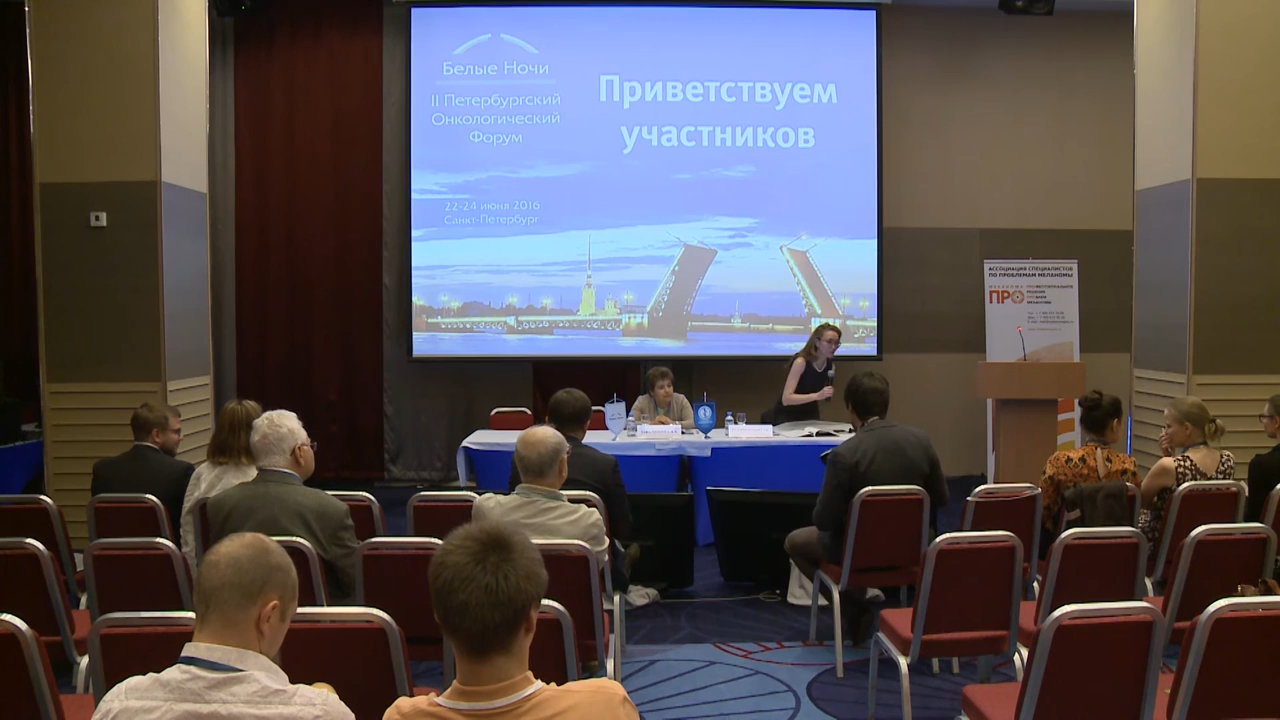 Белые Ночи
II Петербургский
Онкологический
Форум
Приветствуем
участников
22-24 июня 2016
Санкт-Петербург
АССОЦИАЦИЯ СПЕЦИАЛИСТОВ
ПО ПРОБЛЕМАМ МЕЛАНОМЫ
МЕЛАНОМА
ПРО